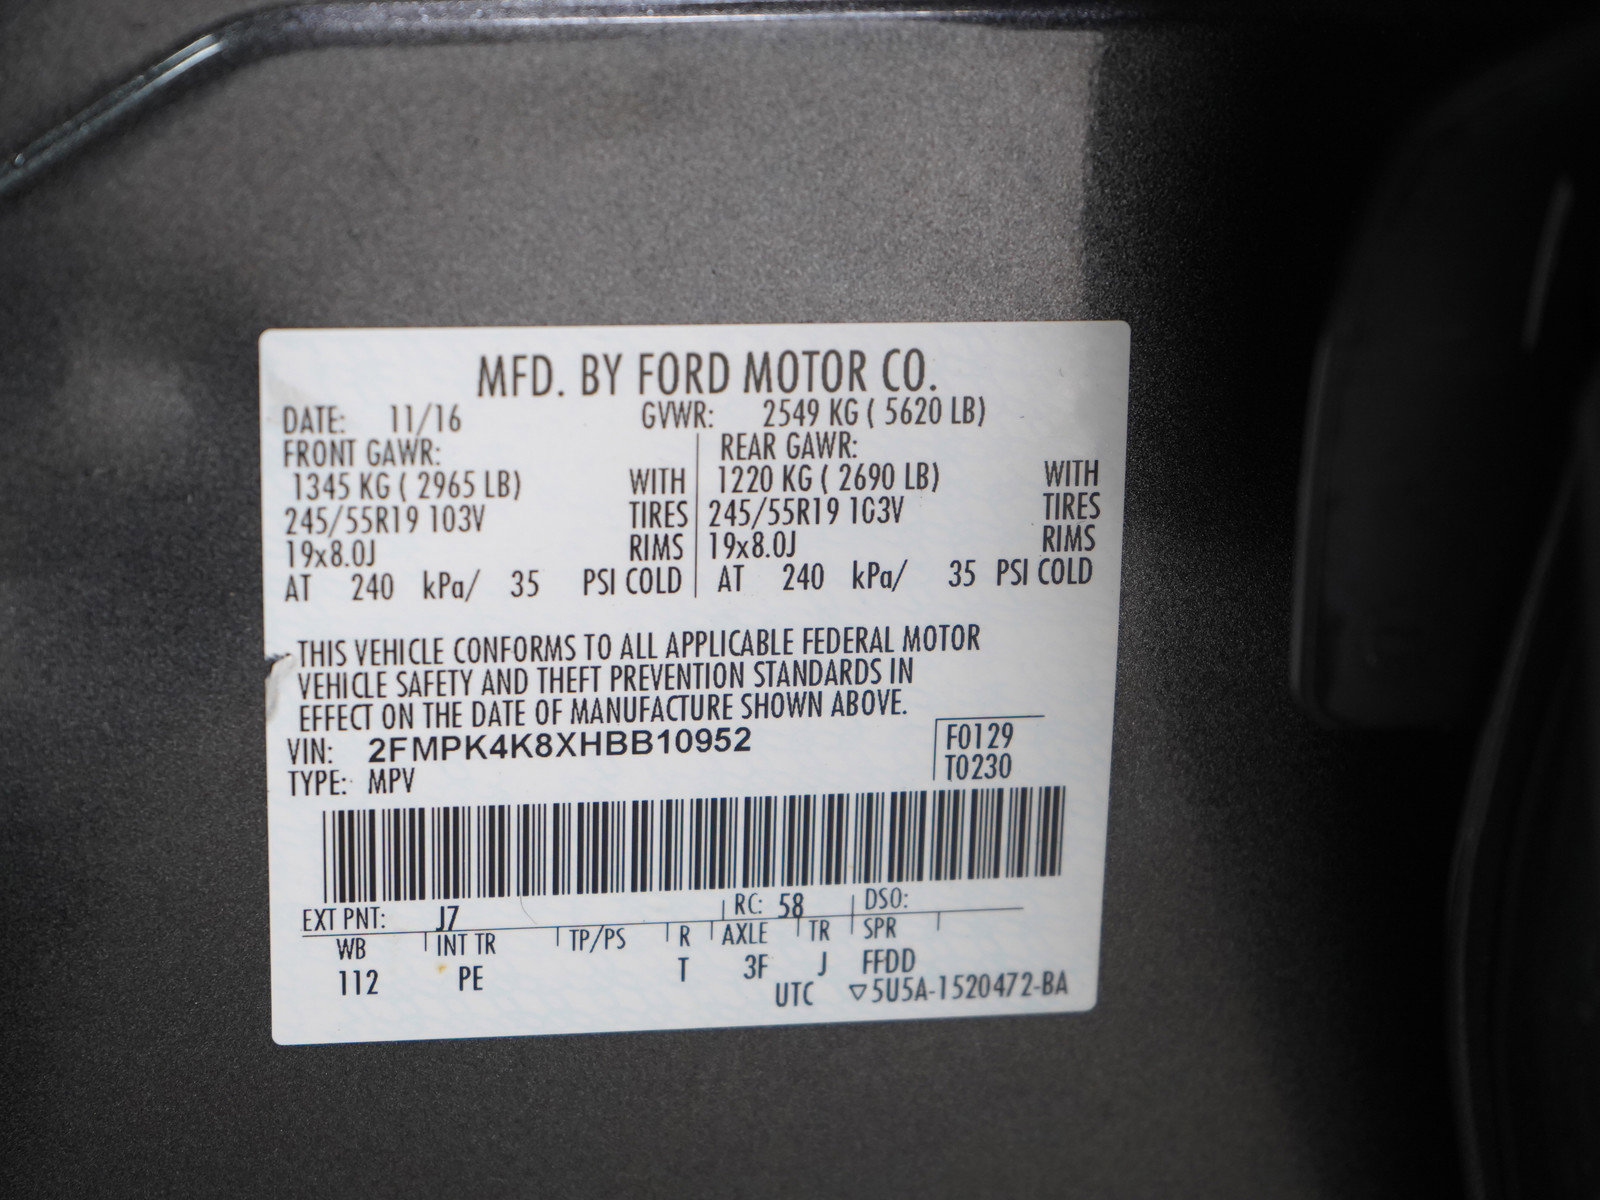 MFD. BY FORD MOTOR CO.
DATE: 11/16 GVWR: 2549 KG ( 5620 LB)
FRONT GAWR: REAR GAWR:
1345 KG ( 2965 LB) WITH 1220 KG ( 2690 LB) WITH
245/55R19 103V TIRES 245/55R19 103V TIRES
19x8.0J RIMS 19x8.0J RIMS
AT 240 kPa/ 35 PSI COLD AT 240 kPa/ 35 PSI COLD
THIS VEHICLE CONFORMS TO ALL APPLICABLE FEDERAL MOTOR
VEHICLE SAFETY AND THEFT PREVENTION STANDARDS IN
EFFECT ON THE DATE OF MANUFACTURE SHOWN ABOVE.
VIN: 2FMPK4K8XHBB10952 F0129
TYPE: MPV T0230
EXT PNT: J7 RC: 58 DSO:
WB INT TR TP/PS R AXLE TR SPR
112 PE T 3F J FFDD
UTC ▽5U5A-1520472-BA